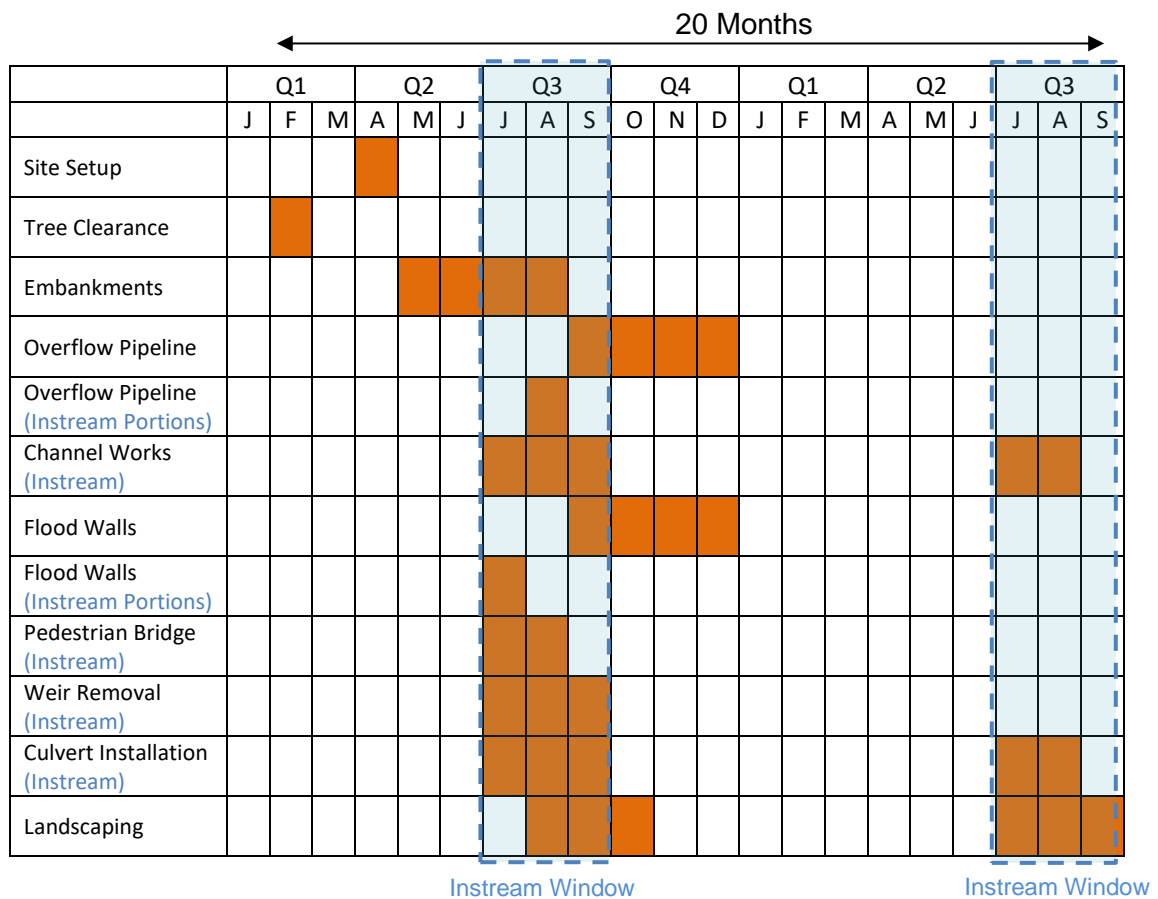 20 Months
Q1 Q2 Q3 Q4 Q1 Q2 Q3
J F M A M J J A S O N D J F M A M J J A S
Site Setup
Tree Clearance
Embankments
Overflow Pipeline
Overflow Pipeline
(Instream Portions)
Channel Works
(Instream)
Flood Walls
Flood Walls
(Instream Portions)
Pedestrian Bridge
(Instream)
Weir Removal
(Instream)
Culvert Installation
(Instream)
Landscaping
Instream Window Instream Window